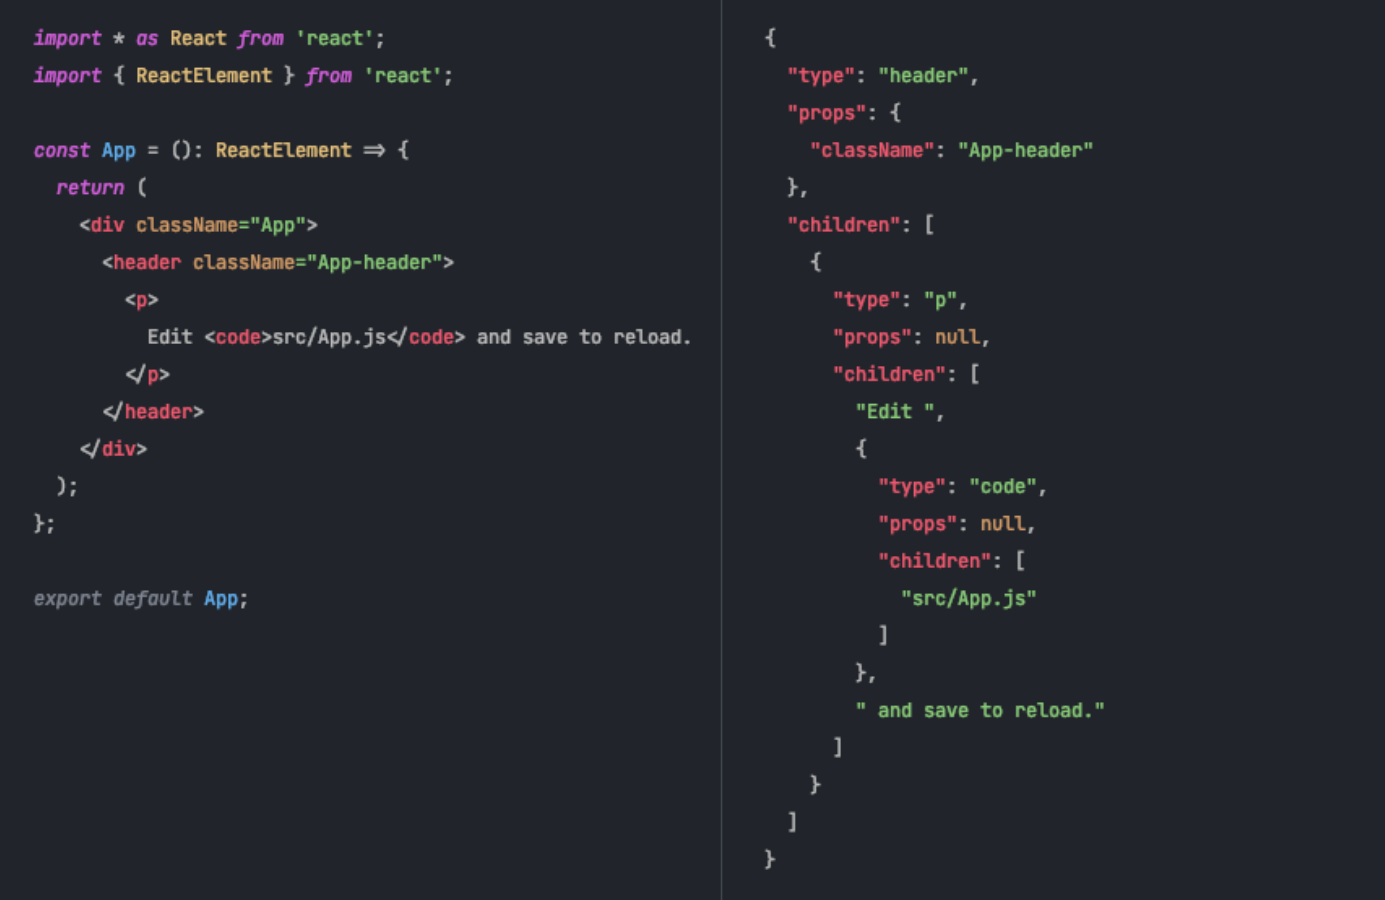 import * as React from 'react';
import { ReactElement } from 'react';
const App = (): ReactElement => {
return (
<div className="App">
<header className="App-header">
<p>
Edit <code>src/App.js</code> and save to reload.
</p>
</header>
</div>
);
};
export default App;
{
"type": "header",
"props": {
"className": "App-header"
},
"children": [
{
"type": "p",
"props": null,
"children": [
"Edit ",
{
"type": "code",
"props": null,
"children": [
"src/App.js"
]
},
" and save to reload."
]
}
]
}